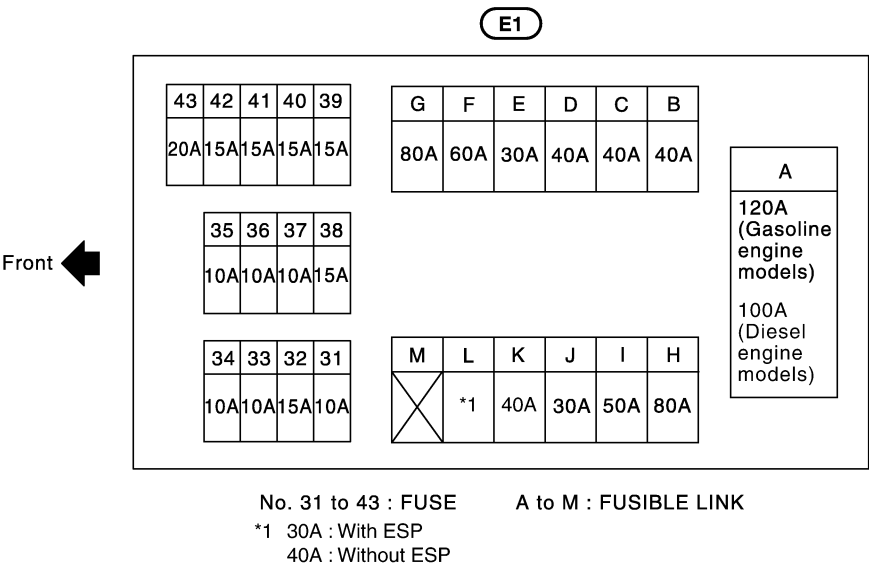 E1
43 42 41 40 39
20A 15A 15A 15A 15A
G F E D C B
80A 60A 30A 40A 40A 40A
A
120A
(Gasoline
engine
models)
100A
(Diesel
engine
models)
35 36 37 38
10A 10A 10A 15A
Front
34 33 32 31
10A 10A 15A 10A
M L K J I H
*1 40A 30A 50A 80A
No. 31 to 43 : FUSE A to M : FUSIBLE LINK
*1 30A : With ESP
40A : Without ESP